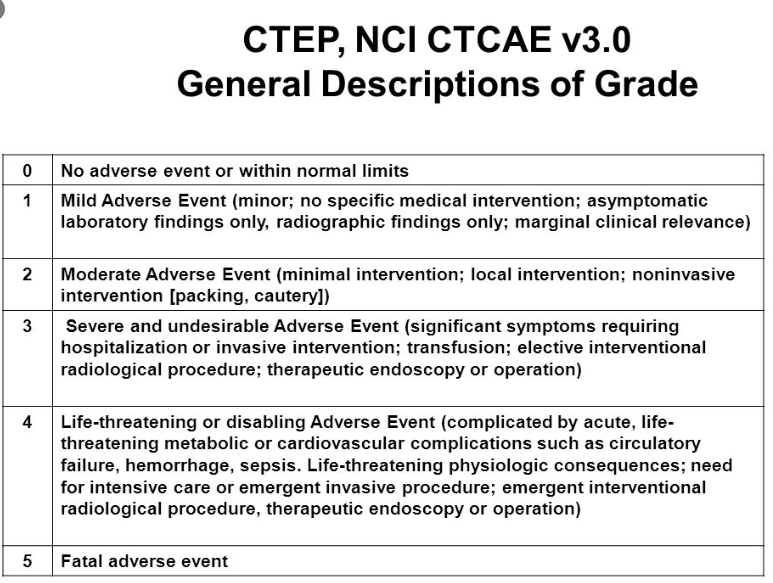 CTEP, NCI CTCAE v3.0
General Descriptions of Grade
0 No adverse event or within normal limits
1 Mild Adverse Event (minor; no specific medical intervention; asymptomatic
laboratory findings only, radiographic findings only; marginal clinical relevance)
2 Moderate Adverse Event (minimal intervention; local intervention; noninvasive
intervention [packing, cautery])
3 Severe and undesirable Adverse Event (significant symptoms requiring
hospitalization or invasive intervention; transfusion; elective interventional
radiological procedure; therapeutic endoscopy or operation)
4 Life-threatening or disabling Adverse Event (complicated by acute, life-
threatening metabolic or cardiovascular complications such as circulatory
failure, hemorrhage, sepsis. Life-threatening physiologic consequences; need
for intensive care or emergent invasive procedure; emergent interventional
radiological procedure, therapeutic endoscopy or operation)
5 Fatal adverse event